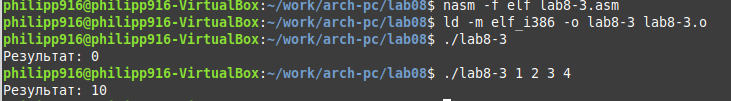 philipp916@philipp916-VirtualBox:~/work/arch-pc/lab08$ nasm -f elf lab8-3.asm
philipp916@philipp916-VirtualBox:~/work/arch-pc/lab08$ ld -m elf_i386 -o lab8-3 lab8-3.o
philipp916@philipp916-VirtualBox:~/work/arch-pc/lab08$ ./lab8-3
Результат: 0
philipp916@philipp916-VirtualBox:~/work/arch-pc/lab08$ ./lab8-3 1 2 3 4
Результат: 10